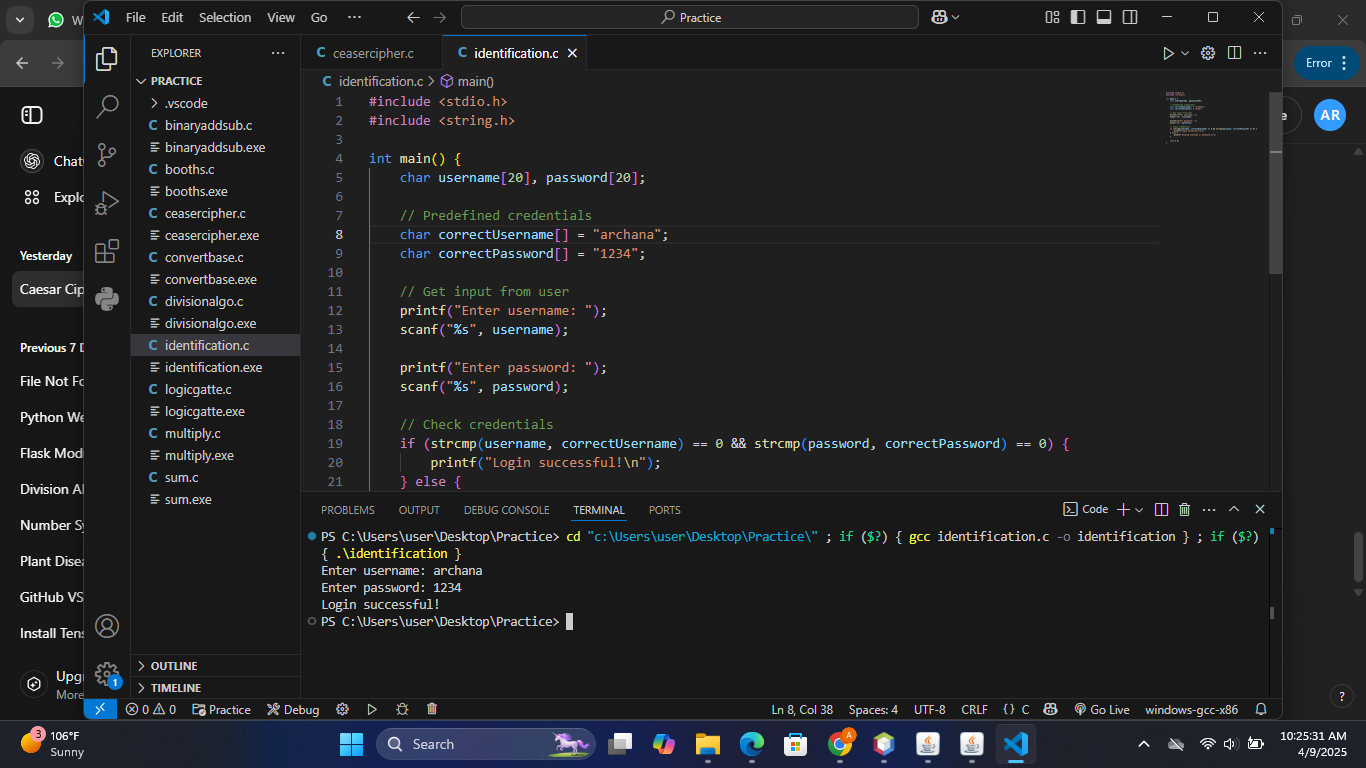 W
File Edit Selection View Go ···
Practice
Error
EXPLORER ···
ceasercipher.c
identification.c
PRACTICE
identification.c > main()
.vscode
binaryaddsub.c
binaryaddsub.exe
booths.c
booths.exe
ceasercipher.c
ceasercipher.exe
convertbase.c
convertbase.exe
divisionalgo.c
divisionalgo.exe
identification.c
identification.exe
logicgatte.c
logicgatte.exe
multiply.c
multiply.exe
sum.c
sum.exe
OUTLINE
TIMELINE
1 #include <stdio.h>
2 #include <string.h>
3
4 int main() {
5 char username[20], password[20];
6
7 // Predefined credentials
8 char correctUsername[] = "archana";
9 char correctPassword[] = "1234";
10
11 // Get input from user
12 printf("Enter username: ");
13 scanf("%s", username);
14
15 printf("Enter password: ");
16 scanf("%s", password);
17
18 // Check credentials
19 if (strcmp(username, correctUsername) == 0 && strcmp(password, correctPassword) == 0) {
20 printf("Login successful!\n");
21 } else {
PROBLEMS OUTPUT DEBUG CONSOLE TERMINAL PORTS
Code
PS C:\Users\user\Desktop\Practice> cd "c:\Users\user\Desktop\Practice\" ; if ($?) { gcc identification.c -o identification } ; if ($?)
{ .\identification }
Enter username: archana
Enter password: 1234
Login successful!
PS C:\Users\user\Desktop\Practice>
Chat
Explo
Yesterday
Caesar Cip
Previous 7 D
File Not Fo
Python We
Flask Mod
Division Al
Number Sy
Plant Disea
GitHub VS
Install Tens
Upgr
More
AR
e
?
1
0 0 Practice Debug
Ln 8, Col 38 Spaces: 4 UTF-8 CRLF {} C Go Live windows-gcc-x86
3
106°F
Sunny
Search
A
10:25:31 AM
4/9/2025